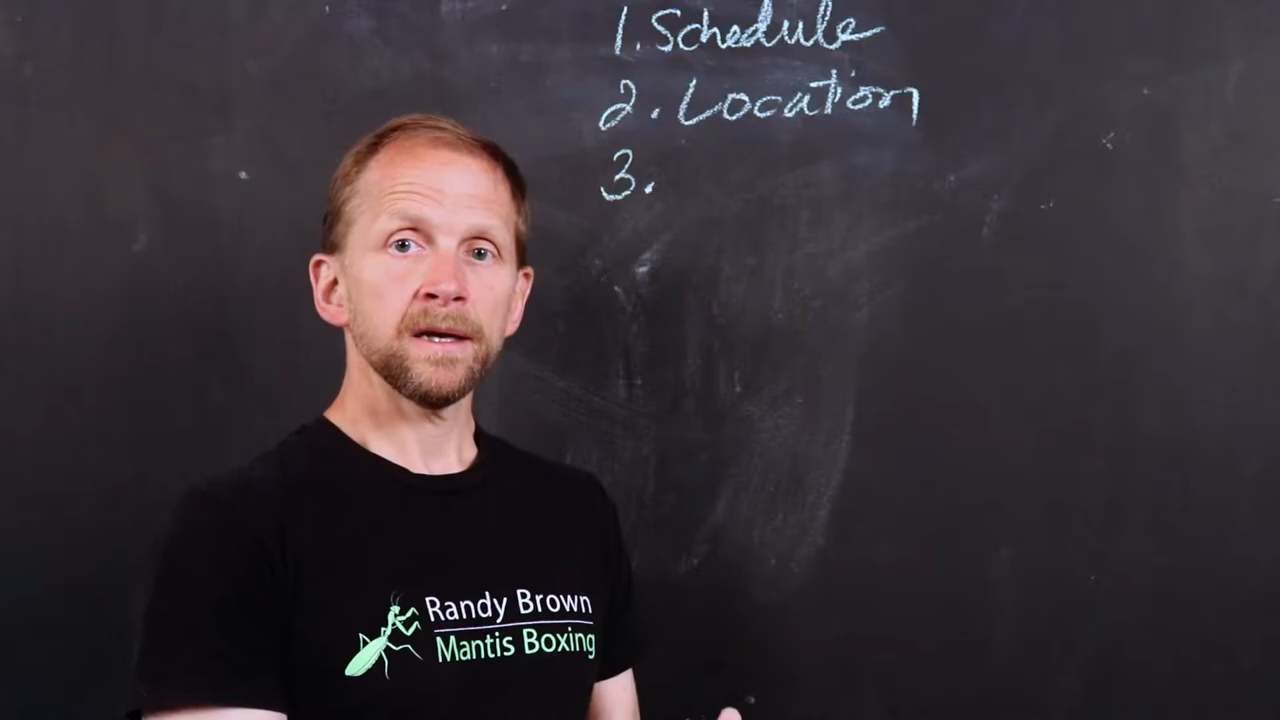 1. Schedule
2. Location
3.
Randy Brown
Mantis Boxing